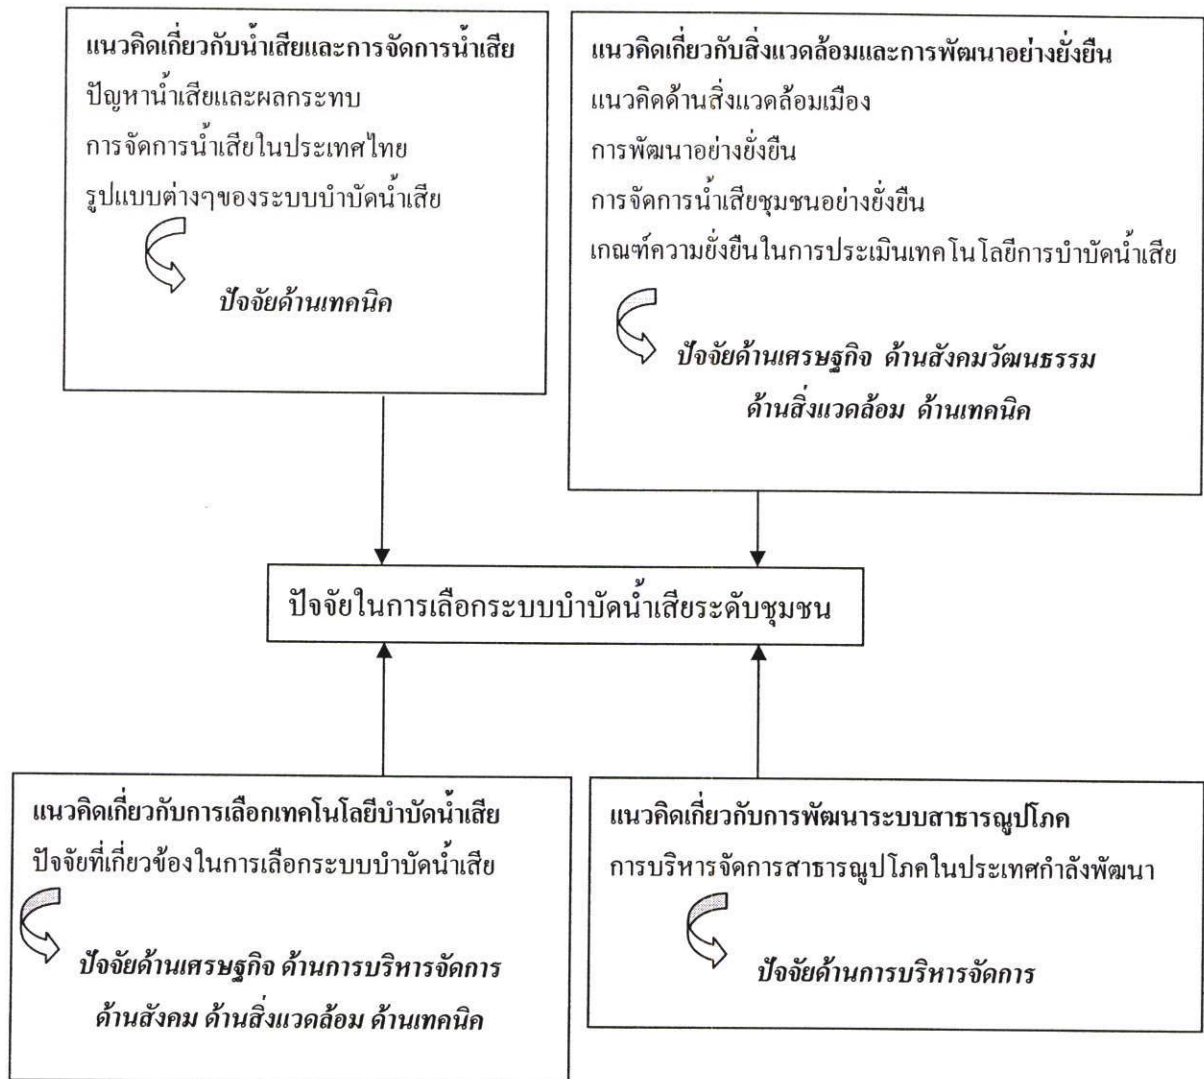 แนวคิดเกี่ยวกับน้ำเสียและการจัดการน้ำเสีย
ปัญหาน้ำเสียและผลกระทบ
การจัดการน้ำเสียในประเทศไทย
รูปแบบต่างๆของระบบบำบัดน้ำเสีย
ปัจจัยด้านเทคนิค
แนวคิดเกี่ยวกับสิ่งแวดล้อมและการพัฒนาอย่างยั่งยืน
แนวคิดด้านสิ่งแวดล้อมเมือง
การพัฒนาอย่างยั่งยืน
การจัดการน้ำเสียชุมชนอย่างยั่งยืน
เกณฑ์ความยั่งยืนในการประเมินเทคโนโลยีการบำบัดน้ำเสีย
ปัจจัยด้านเศรษฐกิจ ด้านสังคมวัฒนธรรม
ด้านสิ่งแวดล้อม ด้านเทคนิค
ปัจจัยในการเลือกระบบบำบัดน้ำเสียระดับชุมชน
แนวคิดเกี่ยวกับการเลือกเทคโนโลยีบำบัดน้ำเสีย
ปัจจัยที่เกี่ยวข้องในการเลือกระบบบำบัดน้ำเสีย
ปัจจัยด้านเศรษฐกิจ ด้านการบริหารจัดการ
ด้านสังคม ด้านสิ่งแวดล้อม ด้านเทคนิค
แนวคิดเกี่ยวกับการพัฒนาระบบสาธารณูปโภค
การบริหารจัดการสาธารณูปโภคในประเทศกำลังพัฒนา
ปัจจัยด้านการบริหารจัดการ